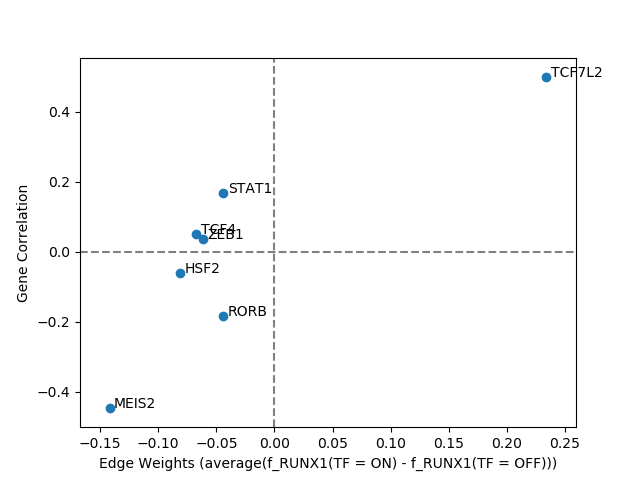 TCF7L2
STAT1
TCF4
ZEB1
HSF2
RORB
MEIS2
0.4
0.2
0.0
−0.2
−0.4
Gene Correlation
−0.15 −0.10 −0.05 0.00 0.05 0.10 0.15 0.20 0.25
Edge Weights (average(f_RUNX1(TF = ON) - f_RUNX1(TF = OFF)))